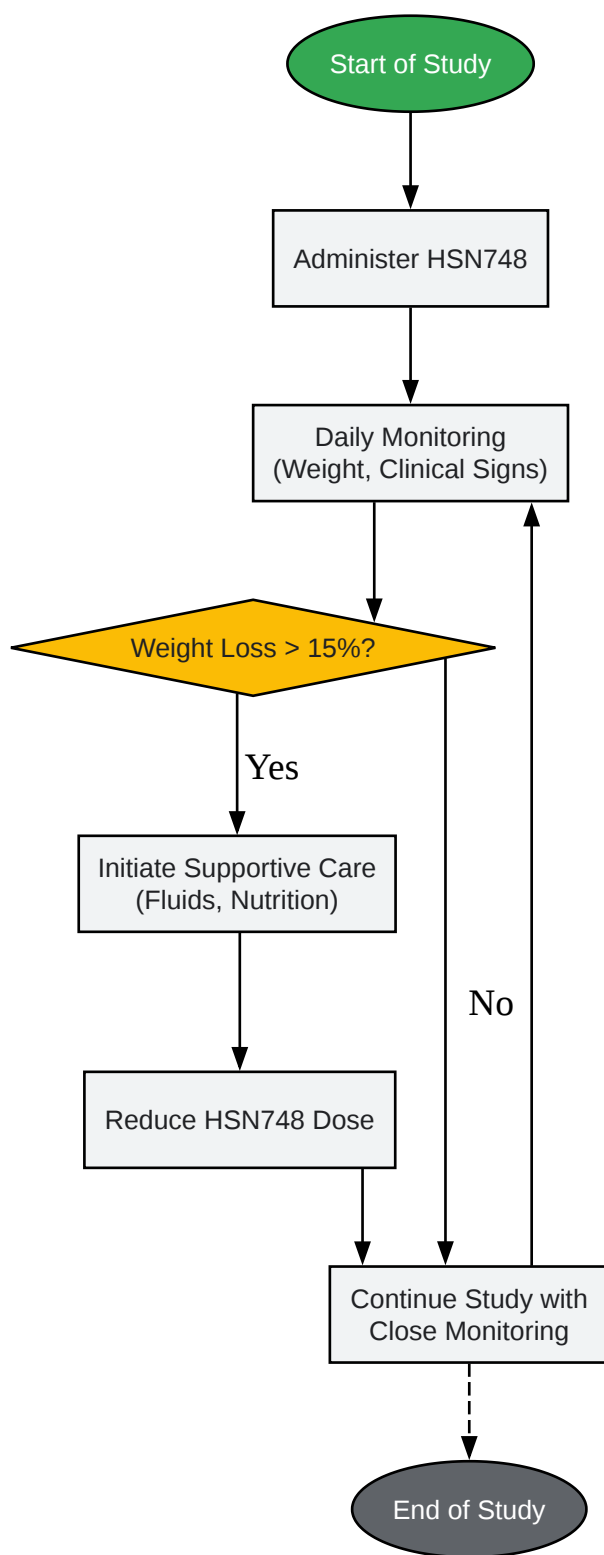 Start of Study
Administer HSN748
Daily Monitoring
(Weight, Clinical Signs)
Weight Loss > 15%?
Yes
Initiate Supportive Care
(Fluids, Nutrition)
No
Reduce HSN748 Dose
Continue Study with
Close Monitoring
End of Study